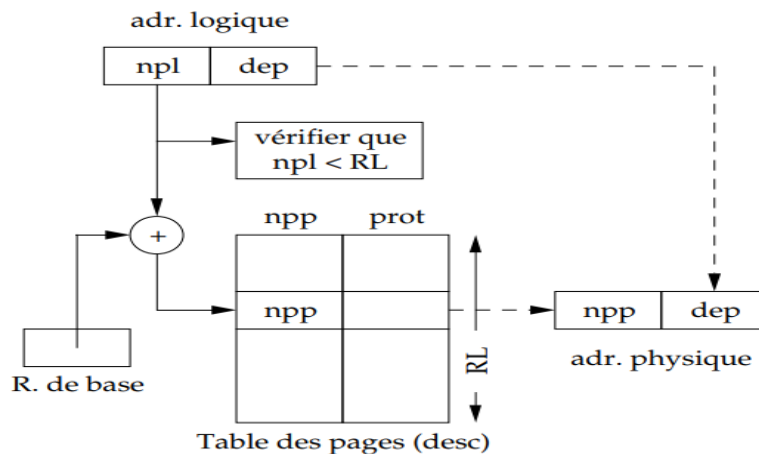 adr. logique
npl dep
vérifier que
npl < RL
npp prot
+
npp
npp dep
RL
adr. physique
R. de base
Table des pages (desc)